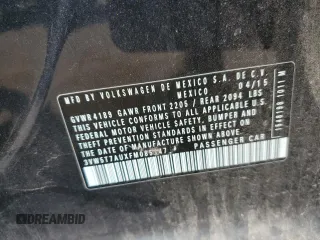 MFD BY VOLKSWAGEN DE MEXICO S.A. DE C.V.
MEXICO 04/15
GVWR 4189 GAWR FRONT 2205 / REAR 2094 LBS
THIS VEHICLE CONFORMS TO ALL APPLICABLE
FEDERAL MOTOR VEHICLE SAFETY, BUMPER AND
THEFT PREVENTION STANDARDS IN EFFECT ON
THE DATE OF MANUFACTURE SHOWN ABOVE.
PASSENGER CAR
DREAMBID